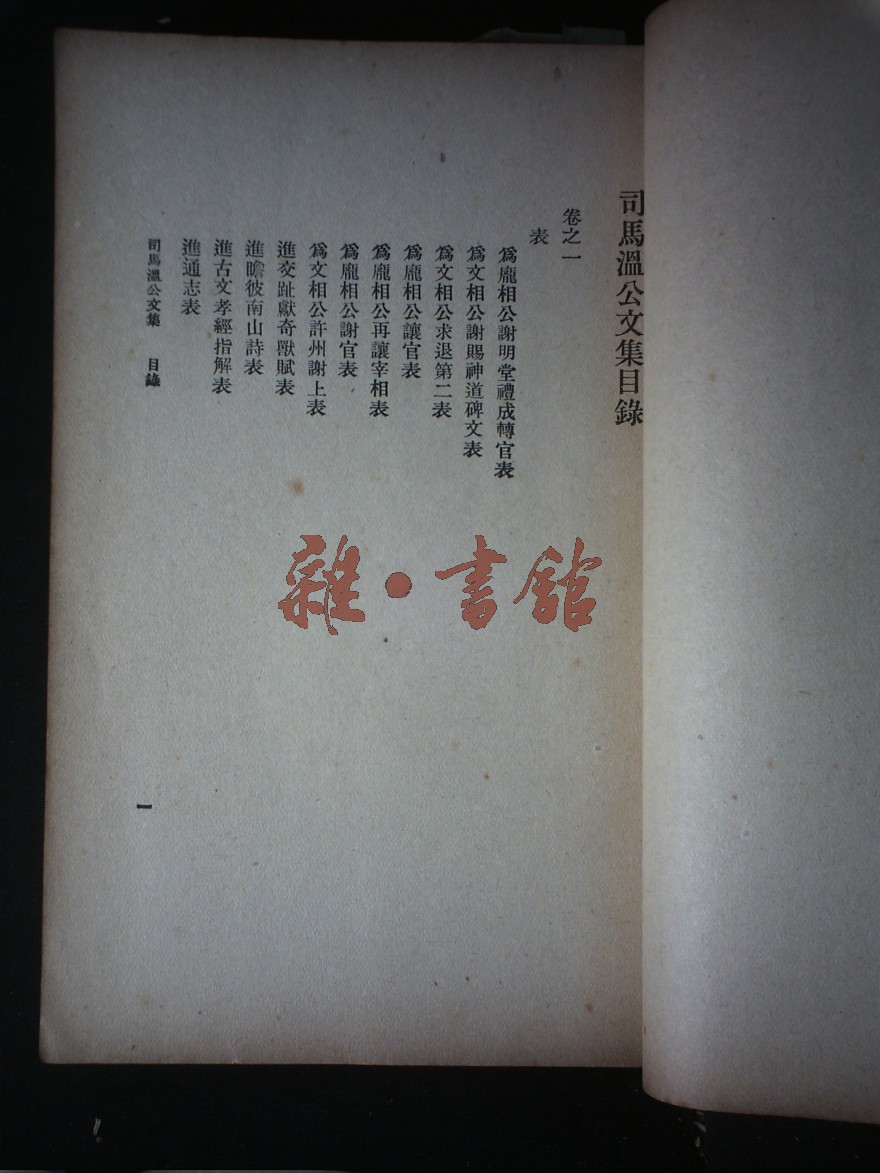 司馬溫公文集目錄
卷之一
表
爲龐相公謝明堂禮成轉官表
爲文相公謝賜神道碑文表
爲文相公求退第二表
爲龐相公讓官表
爲龐相公再讓宰相表
爲龐相公謝官表
爲文相公許州謝上表
進交趾獻奇獸賦表
進瞻彼南山詩表
進古文孝經指解表
進通志表
司馬溫公文集 目錄
一
雜·書館